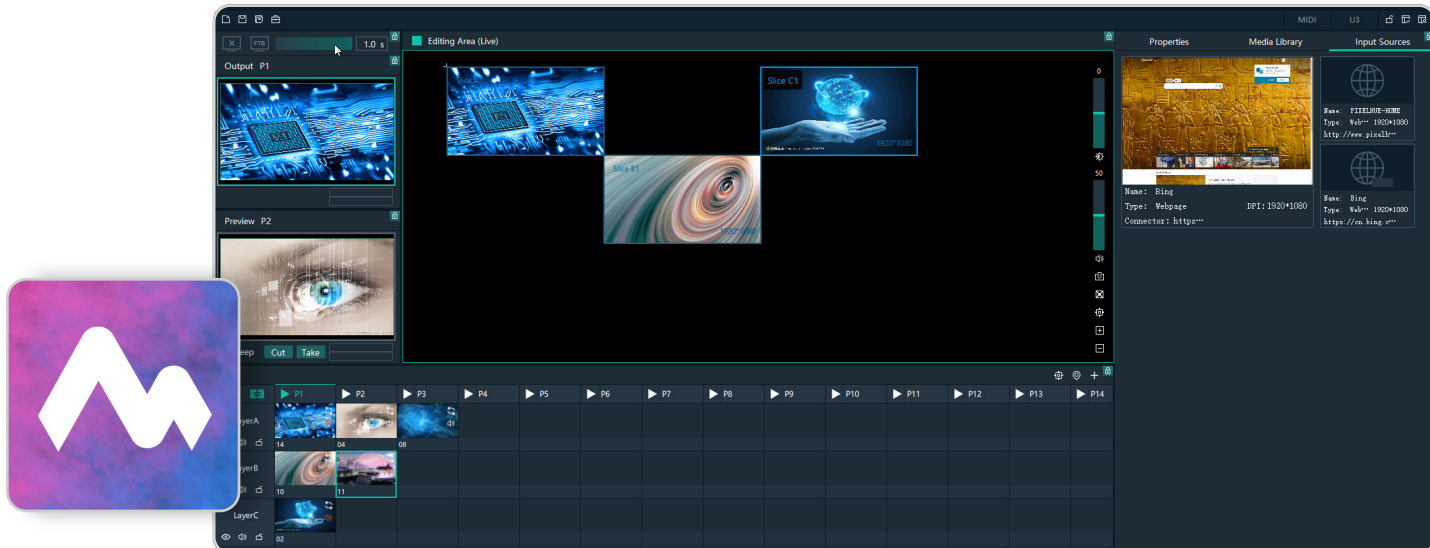 MIDI
U3
FTB
1.0 s
Output P1
Editing Area (Live)
Properties
Media Library
Input Sources
Slice C1
1920*1080
Slice B1
1920*1080
0
50
Name: Bing
Type: Webpage
DPI:1920*1080
Connector: https···
Name: PIXELHUE-HOME
Type: Web··· 1920*1080
http://www.pixelh···
Name: Bing
Type: Web··· 1920*1080
https://cn.bing.c···
Preview P2
Cut
Take
P1
P2
P3
P4
P5
P6
P7
P8
P9
P10
P11
P12
P13
P14
ayerA
14
04
08
ayerB
10
11
LayerC
02